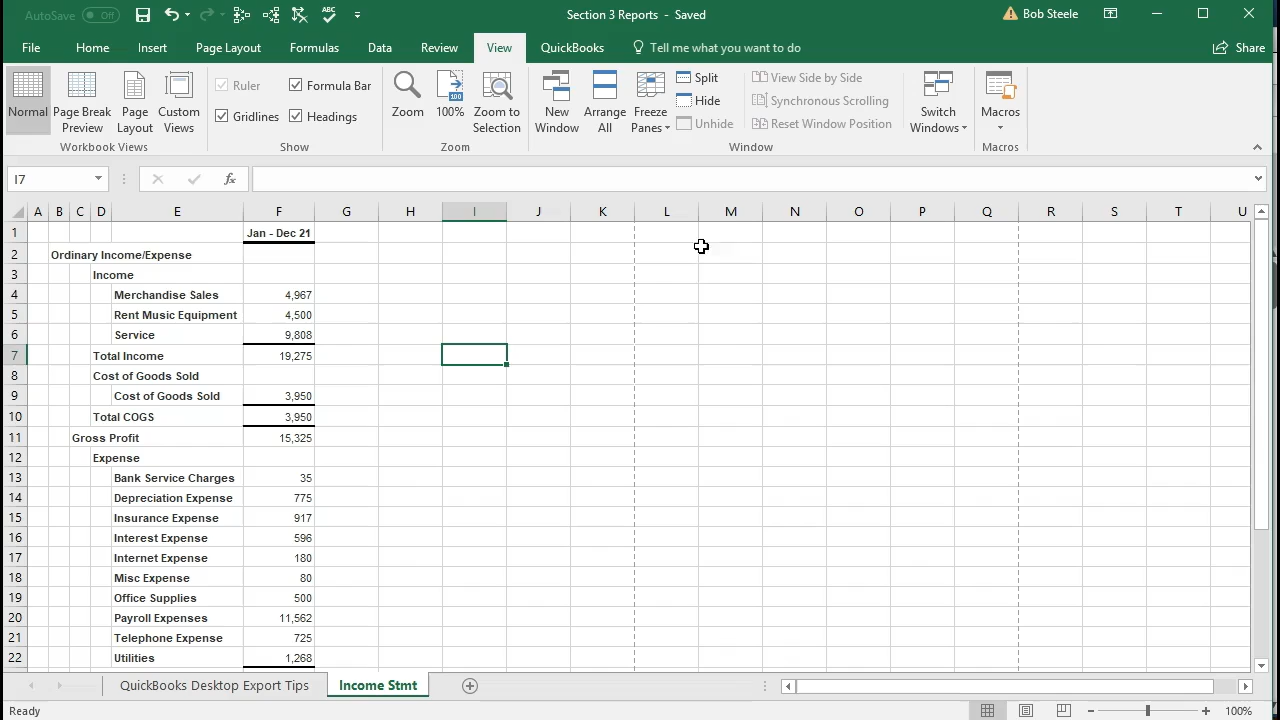 AutoSave Off Section 3 Reports - Saved Bob Steele
File Home Insert Page Layout Formulas Data Review View QuickBooks Tell me what you want to do Share
Normal Page Break Preview Page Layout Custom Views Ruler Formula Bar Gridlines Headings Zoom 100% Zoom to Selection New Window Arrange All Freeze Panes Split Hide Unhide View Side by Side Synchronous Scrolling Reset Window Position Switch Windows Macros
Workbook Views Show Zoom Window Macros
I7 fx
A B C D E F G H I J K L M N O P Q R S T U
1 Jan - Dec 21
2 Ordinary Income/Expense
3 Income
4 Merchandise Sales 4,967
5 Rent Music Equipment 4,500
6 Service 9,808
7 Total Income 19,275
8 Cost of Goods Sold
9 Cost of Goods Sold 3,950
10 Total COGS 3,950
11 Gross Profit 15,325
12 Expense
13 Bank Service Charges 35
14 Depreciation Expense 775
15 Insurance Expense 917
16 Interest Expense 596
17 Internet Expense 180
18 Misc Expense 80
19 Office Supplies 500
20 Payroll Expenses 11,562
21 Telephone Expense 725
22 Utilities 1,268
QuickBooks Desktop Export Tips Income Stmt
Ready 100%